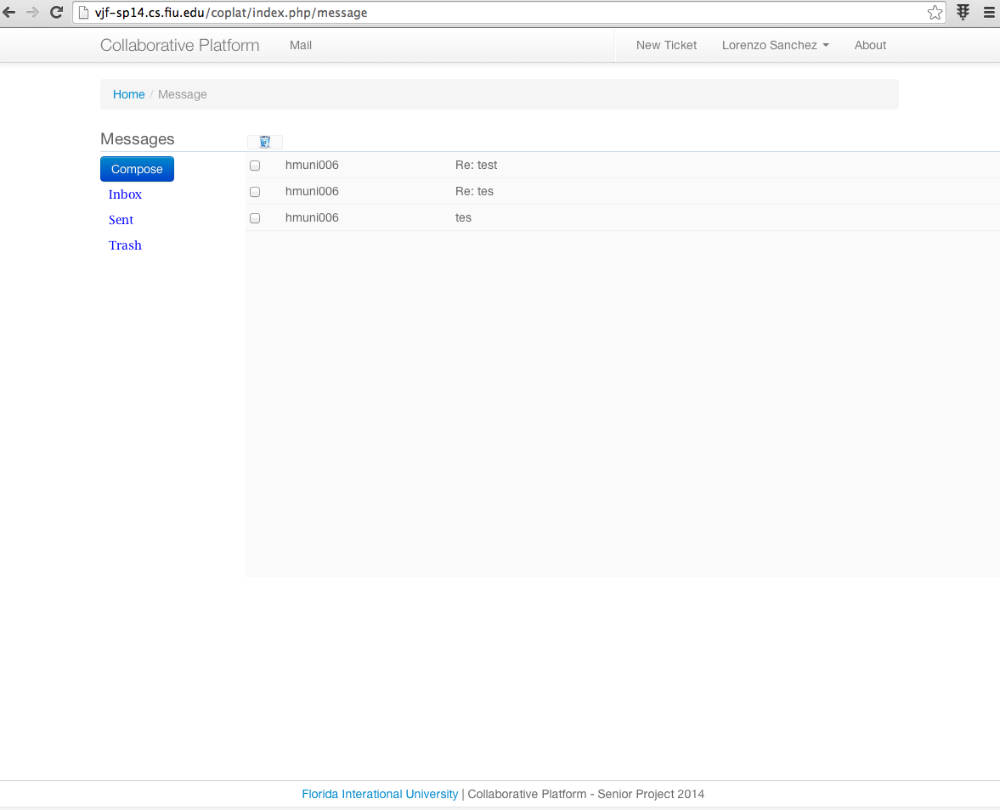 vjf-sp14.cs.fiu.edu/coplat/index.php/message
Collaborative Platform Mail New Ticket Lorenzo Sanchez About
Home / Message
Messages
Compose
Inbox
Sent
Trash
hmuni006 Re: test
hmuni006 Re: tes
hmuni006 tes
Florida Interational University | Collaborative Platform - Senior Project 2014